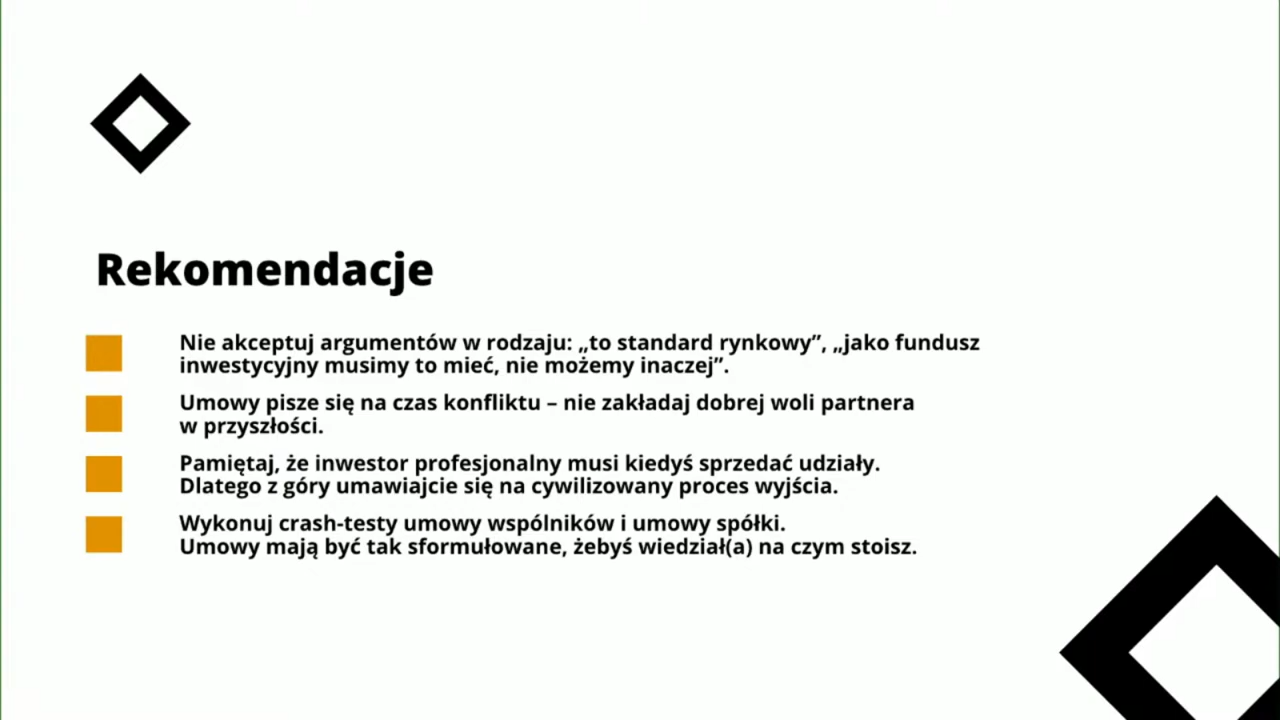 Rekomendacje
Nie akceptuj argumentów w rodzaju: „to standard rynkowy”, „jako fundusz
inwestycyjny musimy to mieć, nie możemy inaczej”.
Umowy pisze się na czas konfliktu – nie zakładaj dobrej woli partnera
w przyszłości.
Pamiętaj, że inwestor profesjonalny musi kiedyś sprzedać udziały.
Dlatego z góry umawiajcie się na cywilizowany proces wyjścia.
Wykonuj crash-testy umowy wspólników i umowy spółki.
Umowy mają być tak sformułowane, żebyś wiedział(a) na czym stoisz.